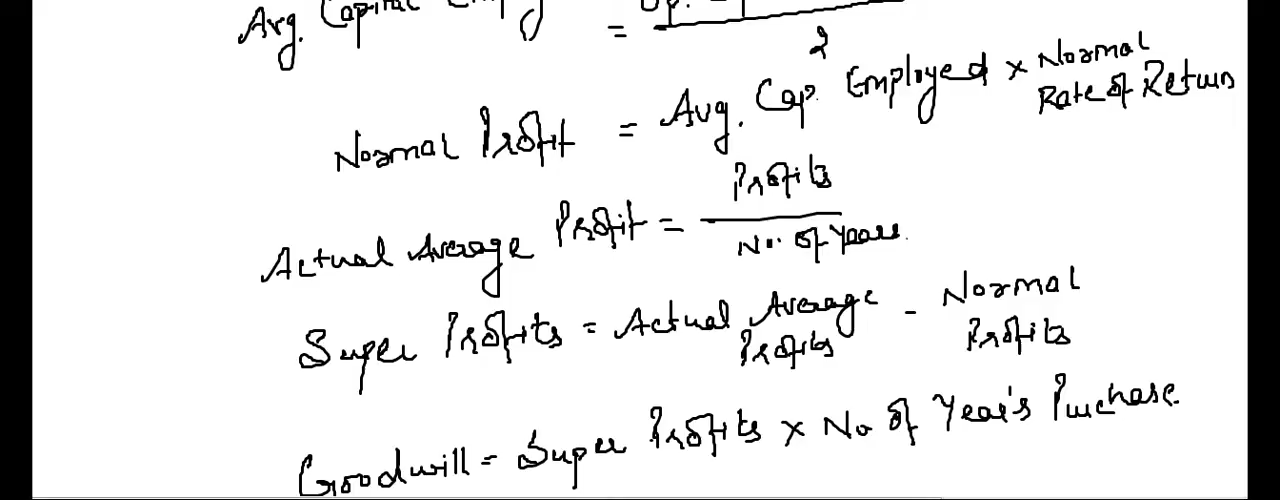 Avg. Capital =
2
Normal Profit = Avg. Cap. Employed × Normal Rate of Return
Actual Average Profit = Profits
No. of Years.
Super Profits = Actual Average Profits - Normal Profits
Goodwill = Super Profits × No of Year's Purchase